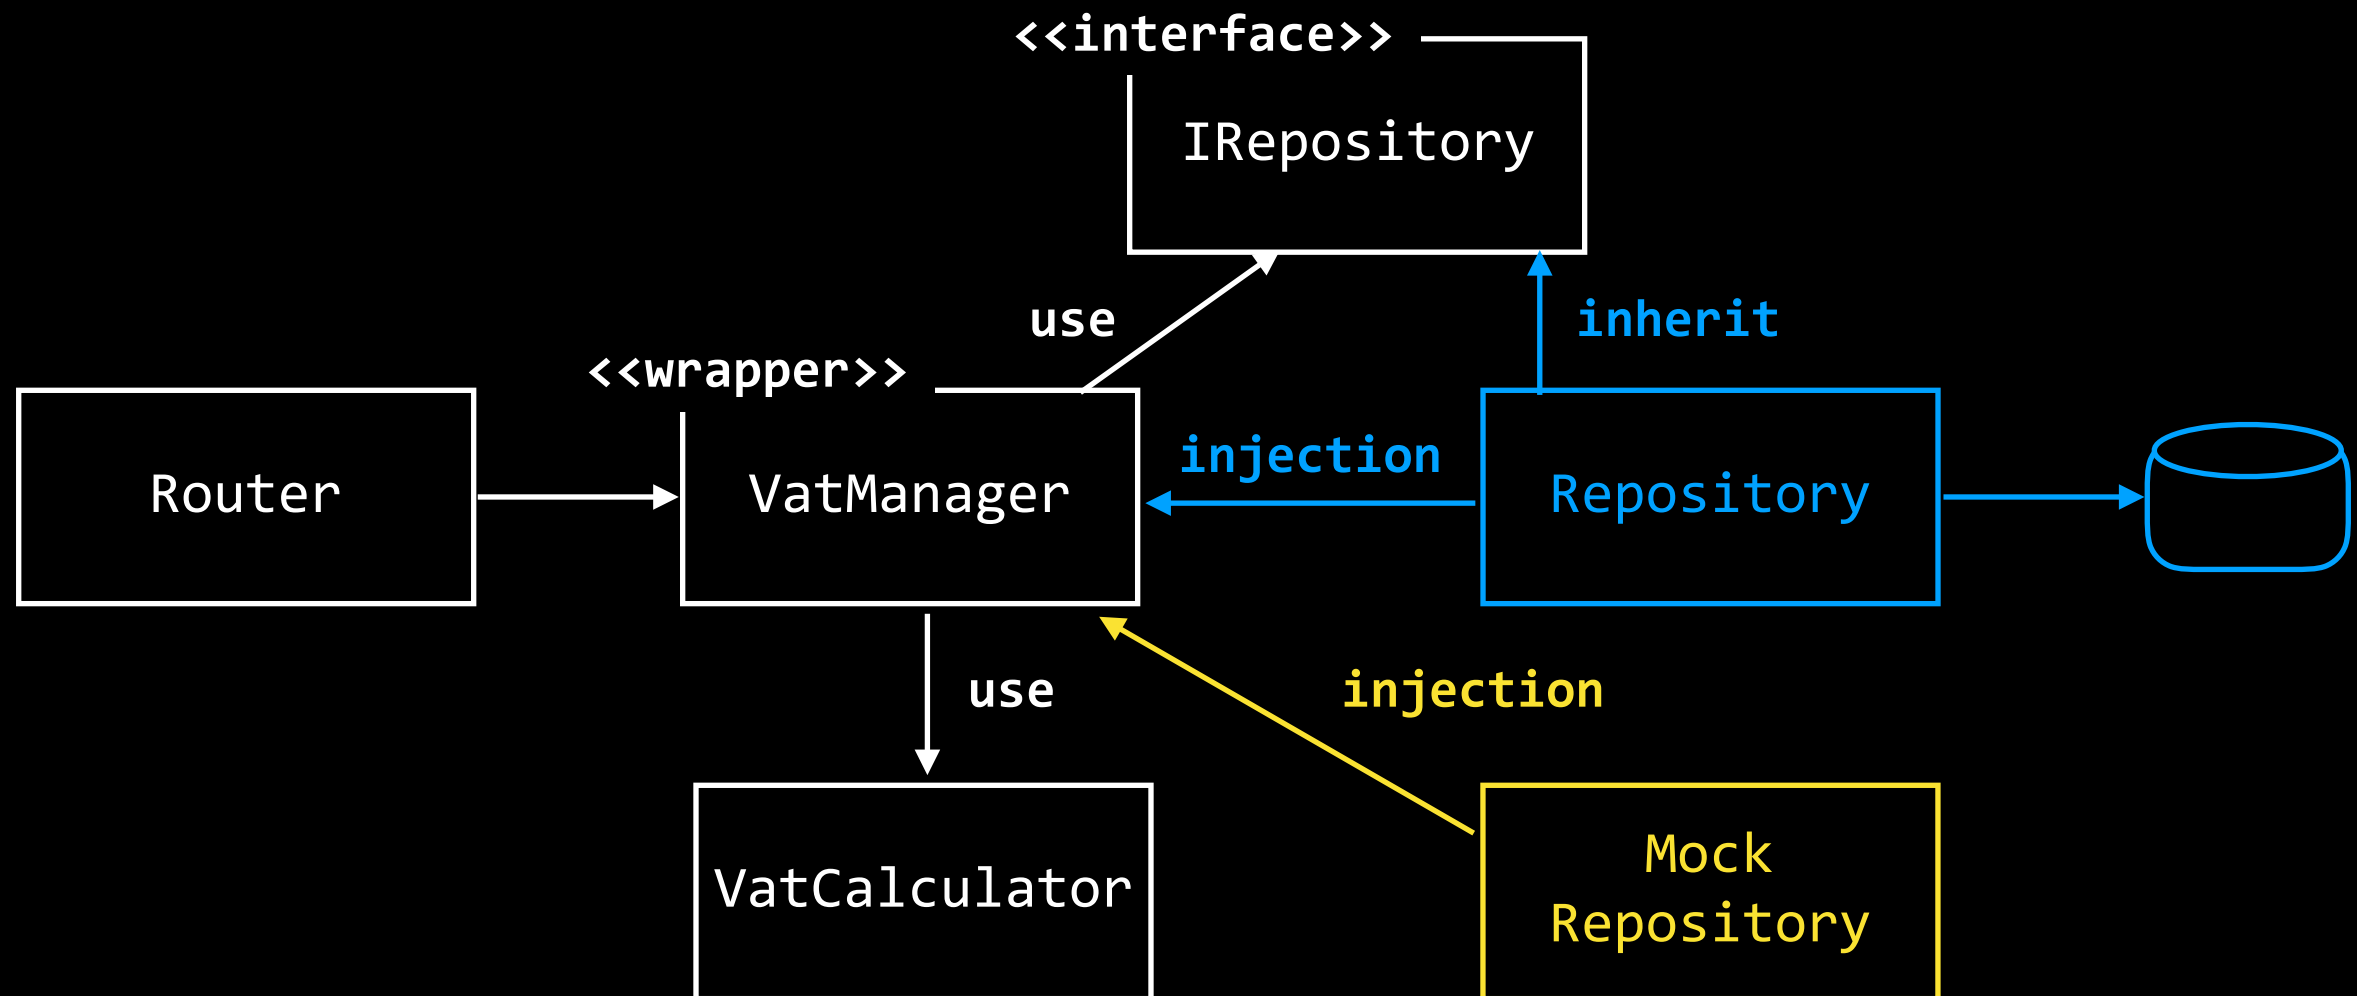 <<interface>>
IRepository
use
inherit
<<wrapper>>
Router
VatManager
injection
Repository
use
injection
VatCalculator
Mock
Repository